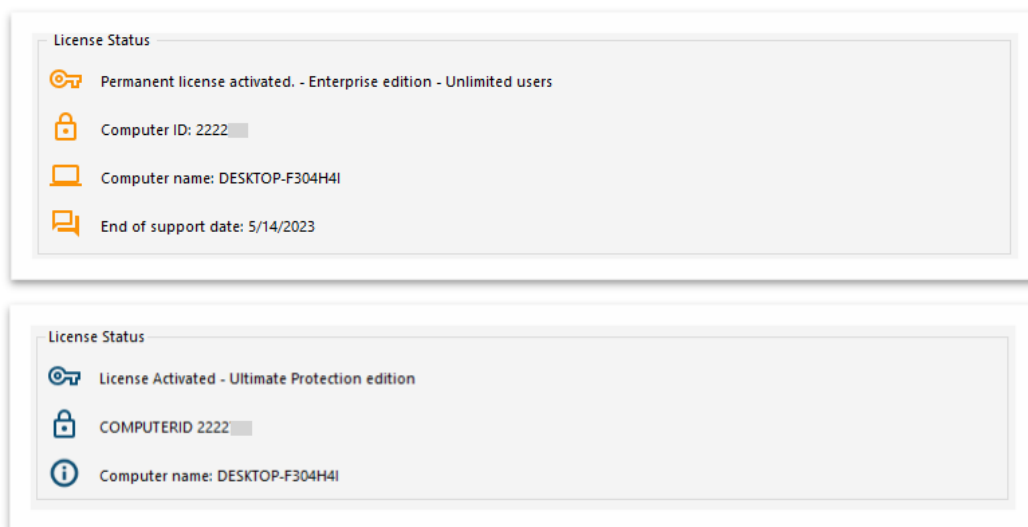 License Status
Permanent license activated. - Enterprise edition - Unlimited users
Computer ID: 2222
Computer name: DESKTOP-F304H4I
End of support date: 5/14/2023
License Status
License Activated - Ultimate Protection edition
COMPUTERID 2222
Computer name: DESKTOP-F304H4I